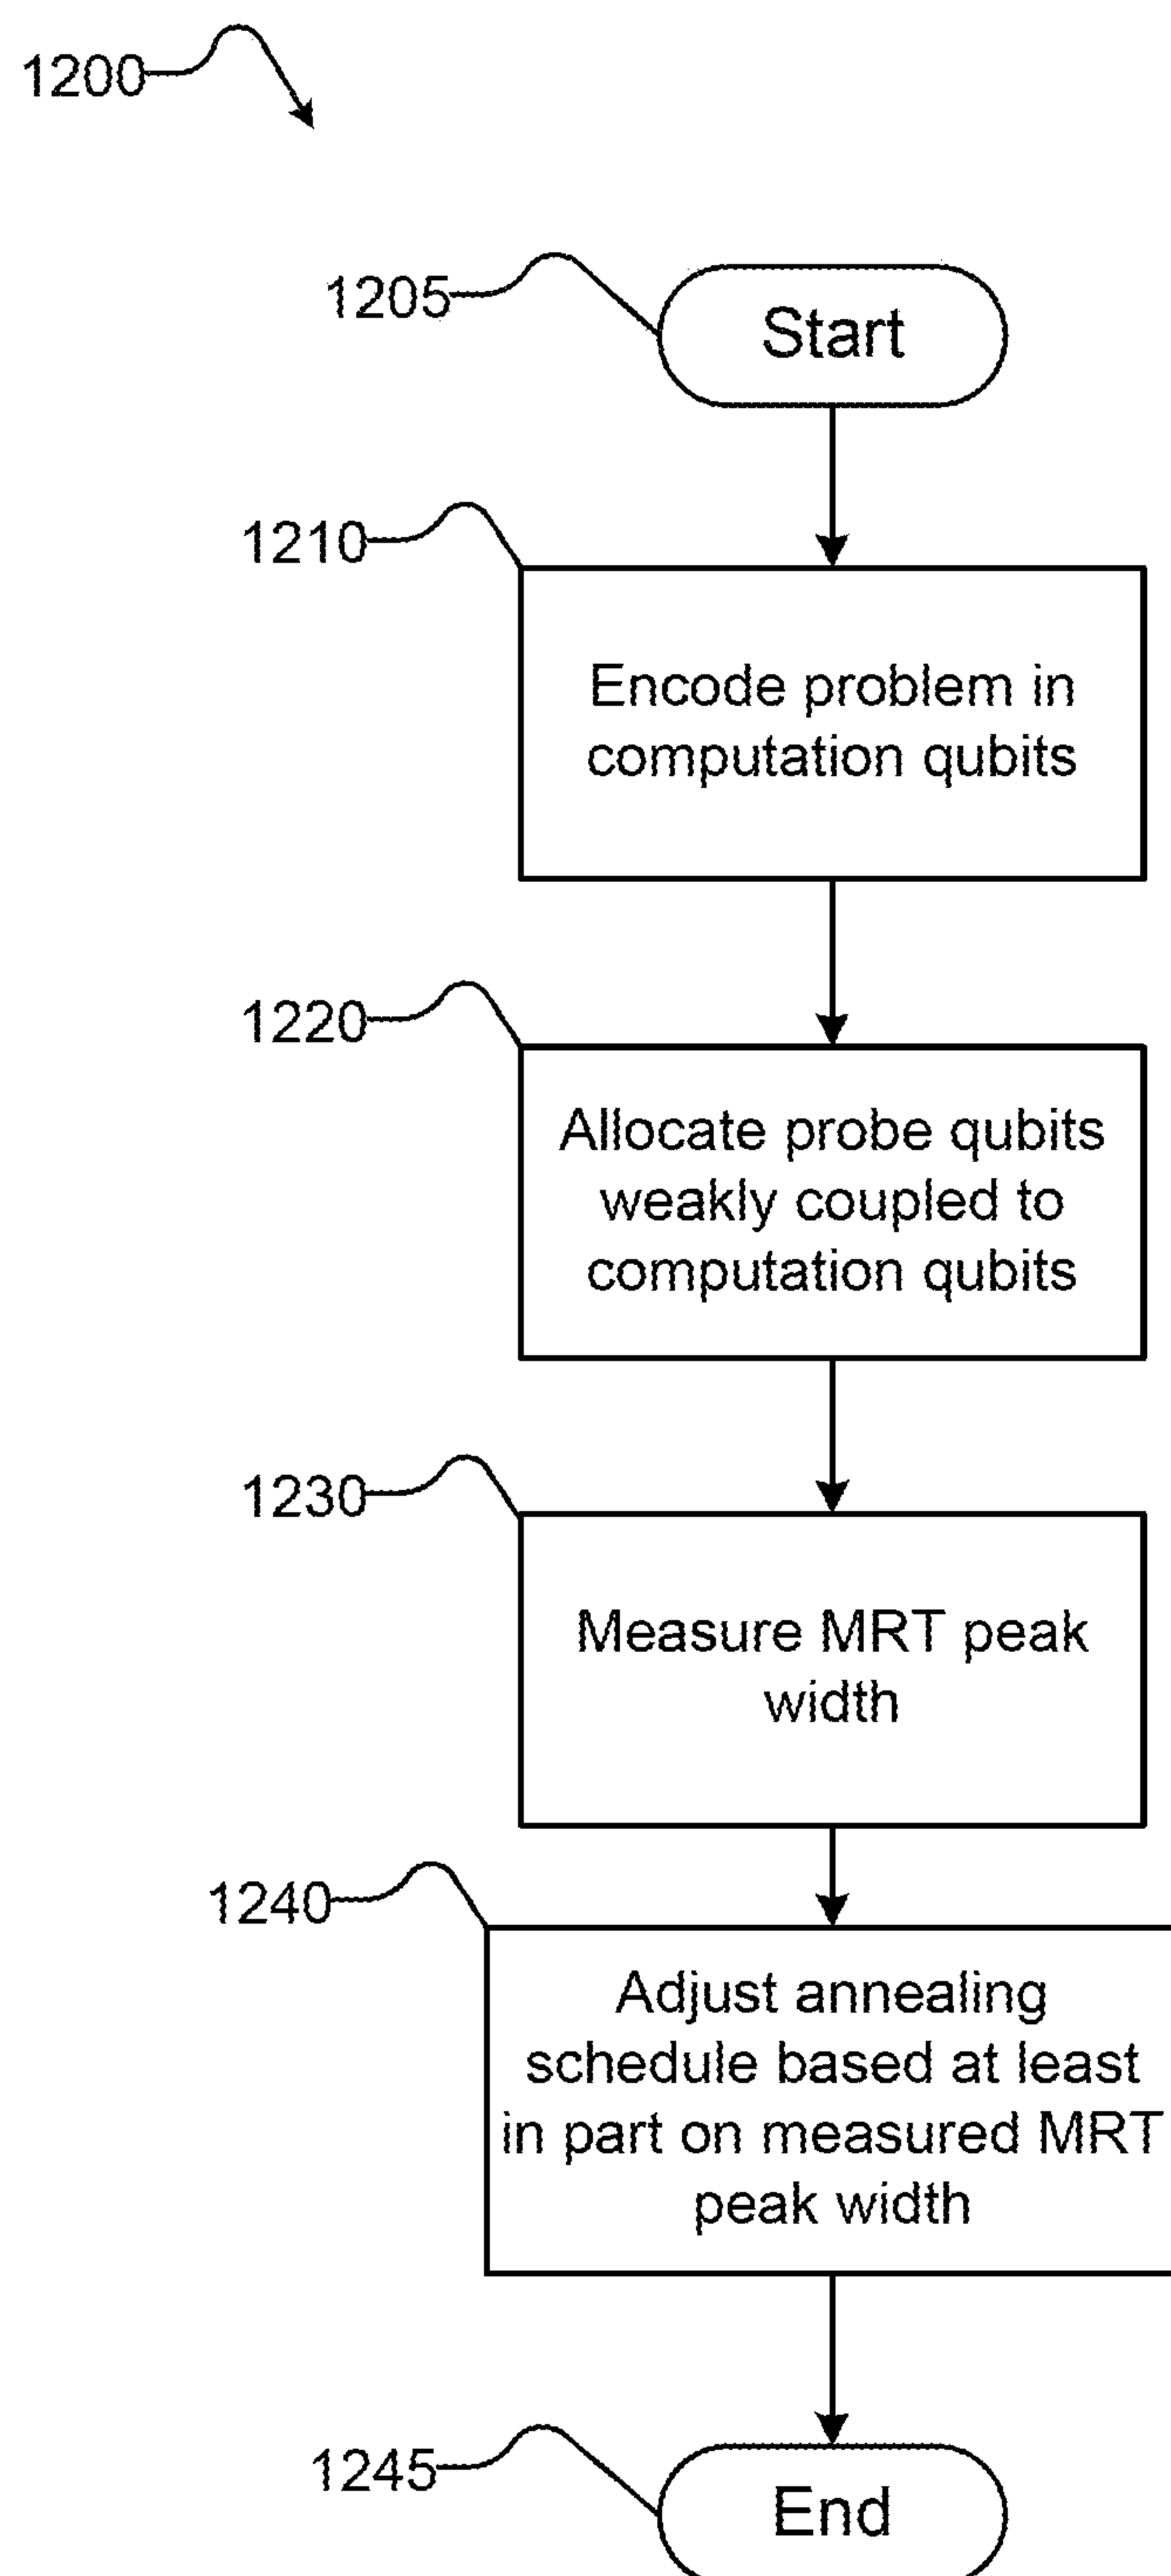 1200
1205
Start
1210
Encode problem in
computation qubits
1220
Allocate probe qubits
weakly coupled to
computation qubits
1230
Measure MRT peak
width
1240
Adjust annealing
schedule based at least
in part on measured MRT
peak width
1245
End